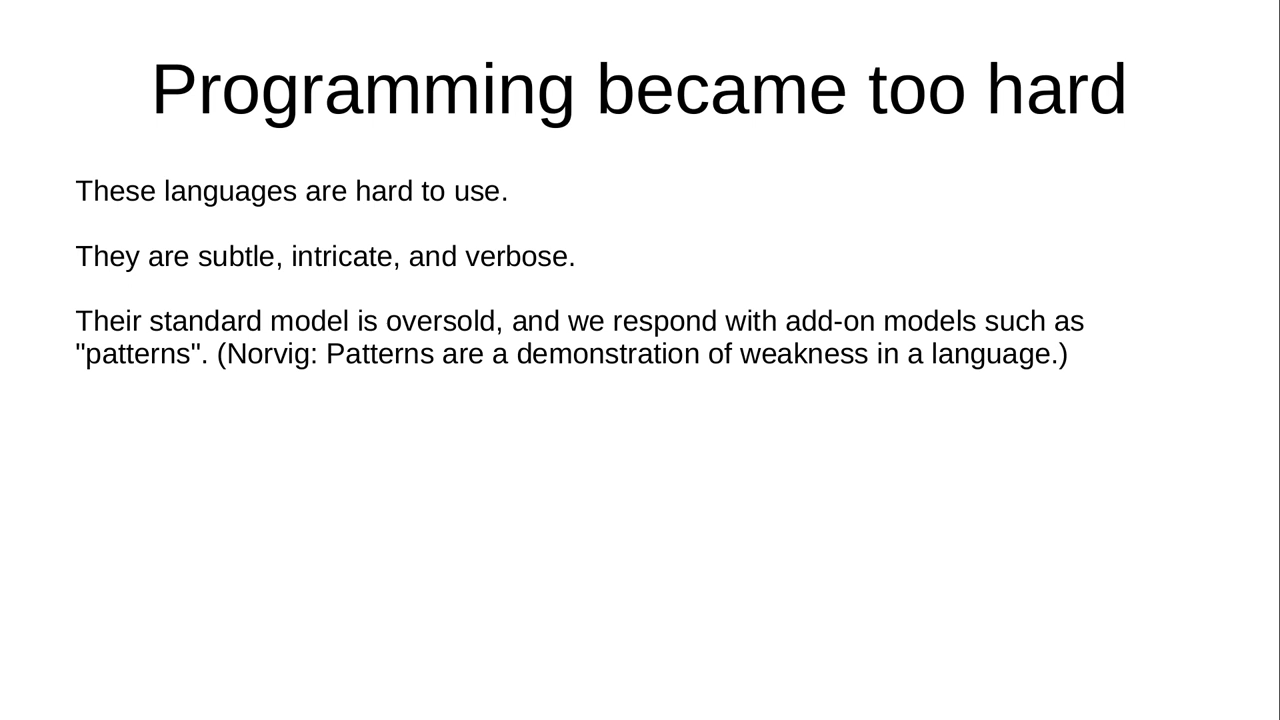 Programming became too hard
These languages are hard to use.
They are subtle, intricate, and verbose.
Their standard model is oversold, and we respond with add-on models such as
"patterns". (Norvig: Patterns are a demonstration of weakness in a language.)